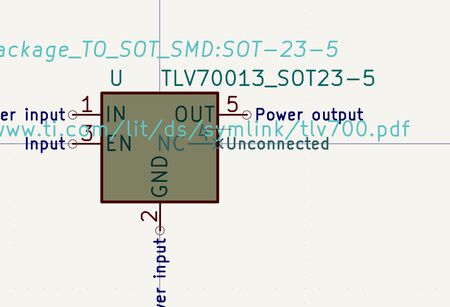 ackage_TO_SOT_SMD:SOT-23-5
U TLV70013_SOT23-5
er input 1 IN OUT 5 Power output
www.ti.com/lit/ds/symlink/tlv700.pdf
Input 3 EN NC 4 Unconnected
GND
2
er input